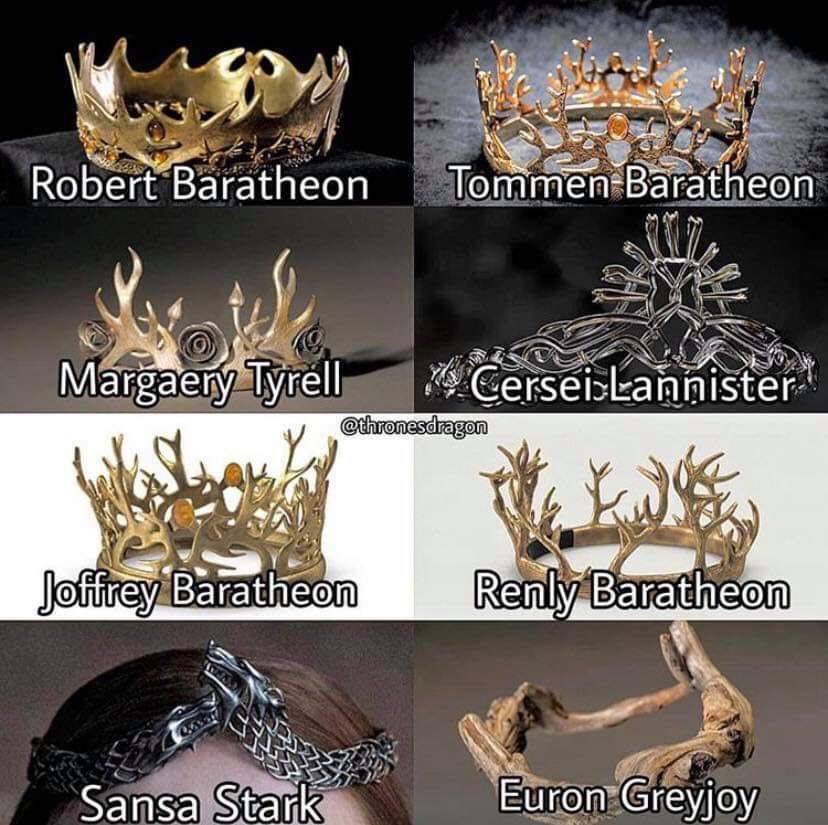 Robert Baratheon
Tommen Baratheon
Margaery Tyrell
Cersei Lannister
@thronesdragon
Joffrey Baratheon
Renly Baratheon
Sansa Stark
Euron Greyjoy